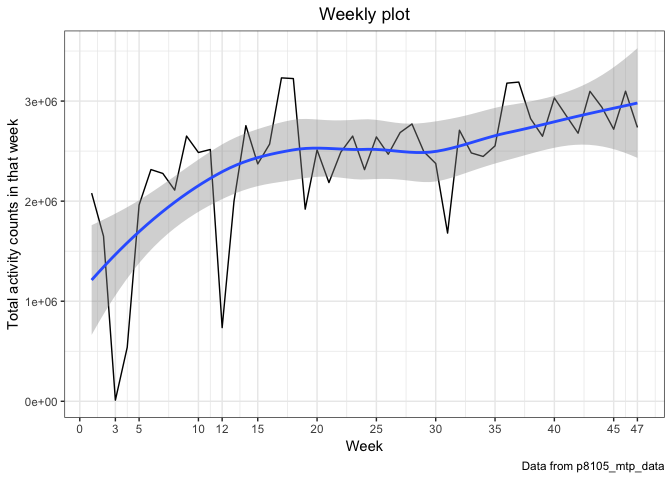 Weekly plot
Total activity counts in that week
3e+06
2e+06
1e+06
0e+00
0 3 5 10 12 15 20 25 30 35 40 45 47
Week
Data from p8105_mtp_data